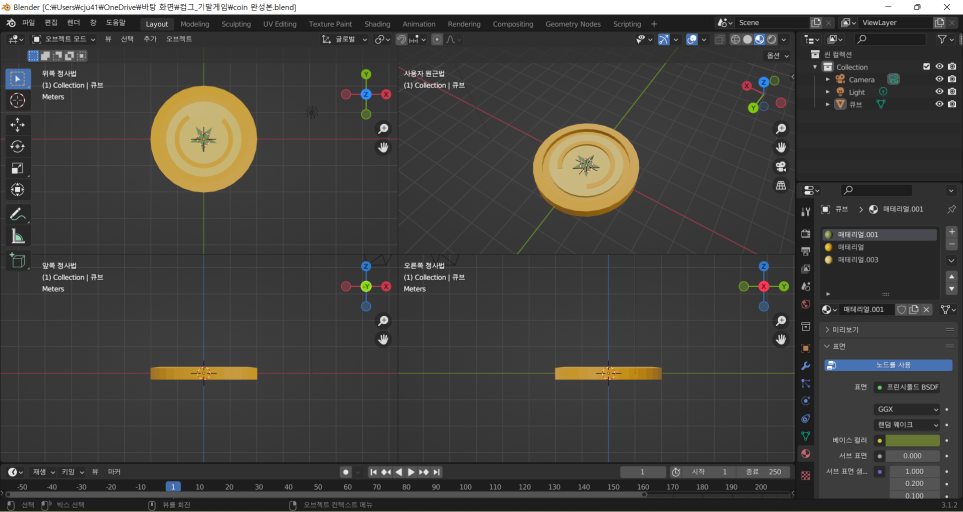 Blender [C:₩Users₩cju41₩OneDrive₩바탕 화면₩컴그_기말게임₩coin 완성본.blend]
파일 편집 렌더 창 도움말 Layout Modeling Sculpting UV Editing Texture Paint Shading Animation Rendering Compositing Geometry Nodes Scripting + Scene ViewLayer
오브젝트 모드 뷰 선택 추가 오브젝트 글로벌
옵션
위쪽 정사법
(1) Collection | 큐브
Meters
사용자 원근법
(1) Collection | 큐브
앞쪽 정사법
(1) Collection | 큐브
Meters
오른쪽 정사법
(1) Collection | 큐브
Meters
Z
Y
X
씬 컬렉션
Collection
Camera
Light
큐브
큐브 > 매테리얼.001
매테리얼.001
매테리얼
매테리얼.003
매테리얼.001
미리보기
표면
노드를 사용
표면 프린시플드 BSDF
GGX
랜덤 워크
베이스 컬러
서브 표면 0.000
서브 표면 샘... 1.000
0.200
0.100
재생 키잉 뷰 마커 1 시작 1 종료 250
-50 -40 -30 -20 -10 1 10 20 30 40 50 60 70 80 90 100 110 120 130 140 150 160 170 180 190 200
선택 박스 선택 뷰를 회전 오브젝트 컨텍스트 메뉴 3.1.2